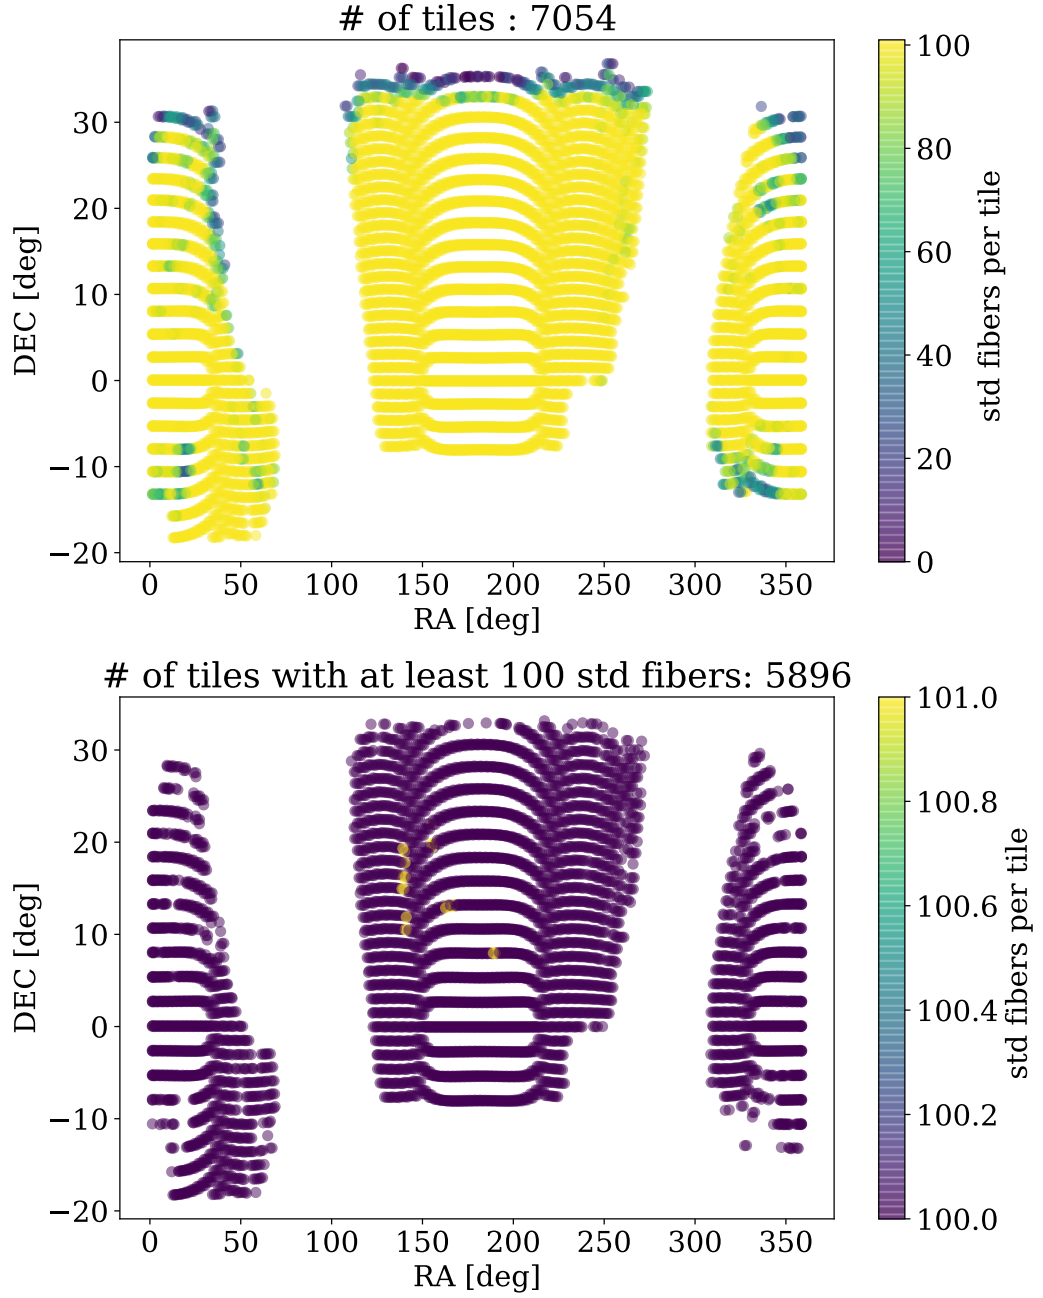 # of tiles : 7054
DEC [deg]
30
20
10
0
−10
−20
0 50 100 150 200 250 300 350
RA [deg]
100
80
60
40
20
0
std fibers per tile
# of tiles with at least 100 std fibers: 5896
DEC [deg]
30
20
10
0
−10
−20
0 50 100 150 200 250 300 350
RA [deg]
101.0
100.8
100.6
100.4
100.2
100.0
std fibers per tile